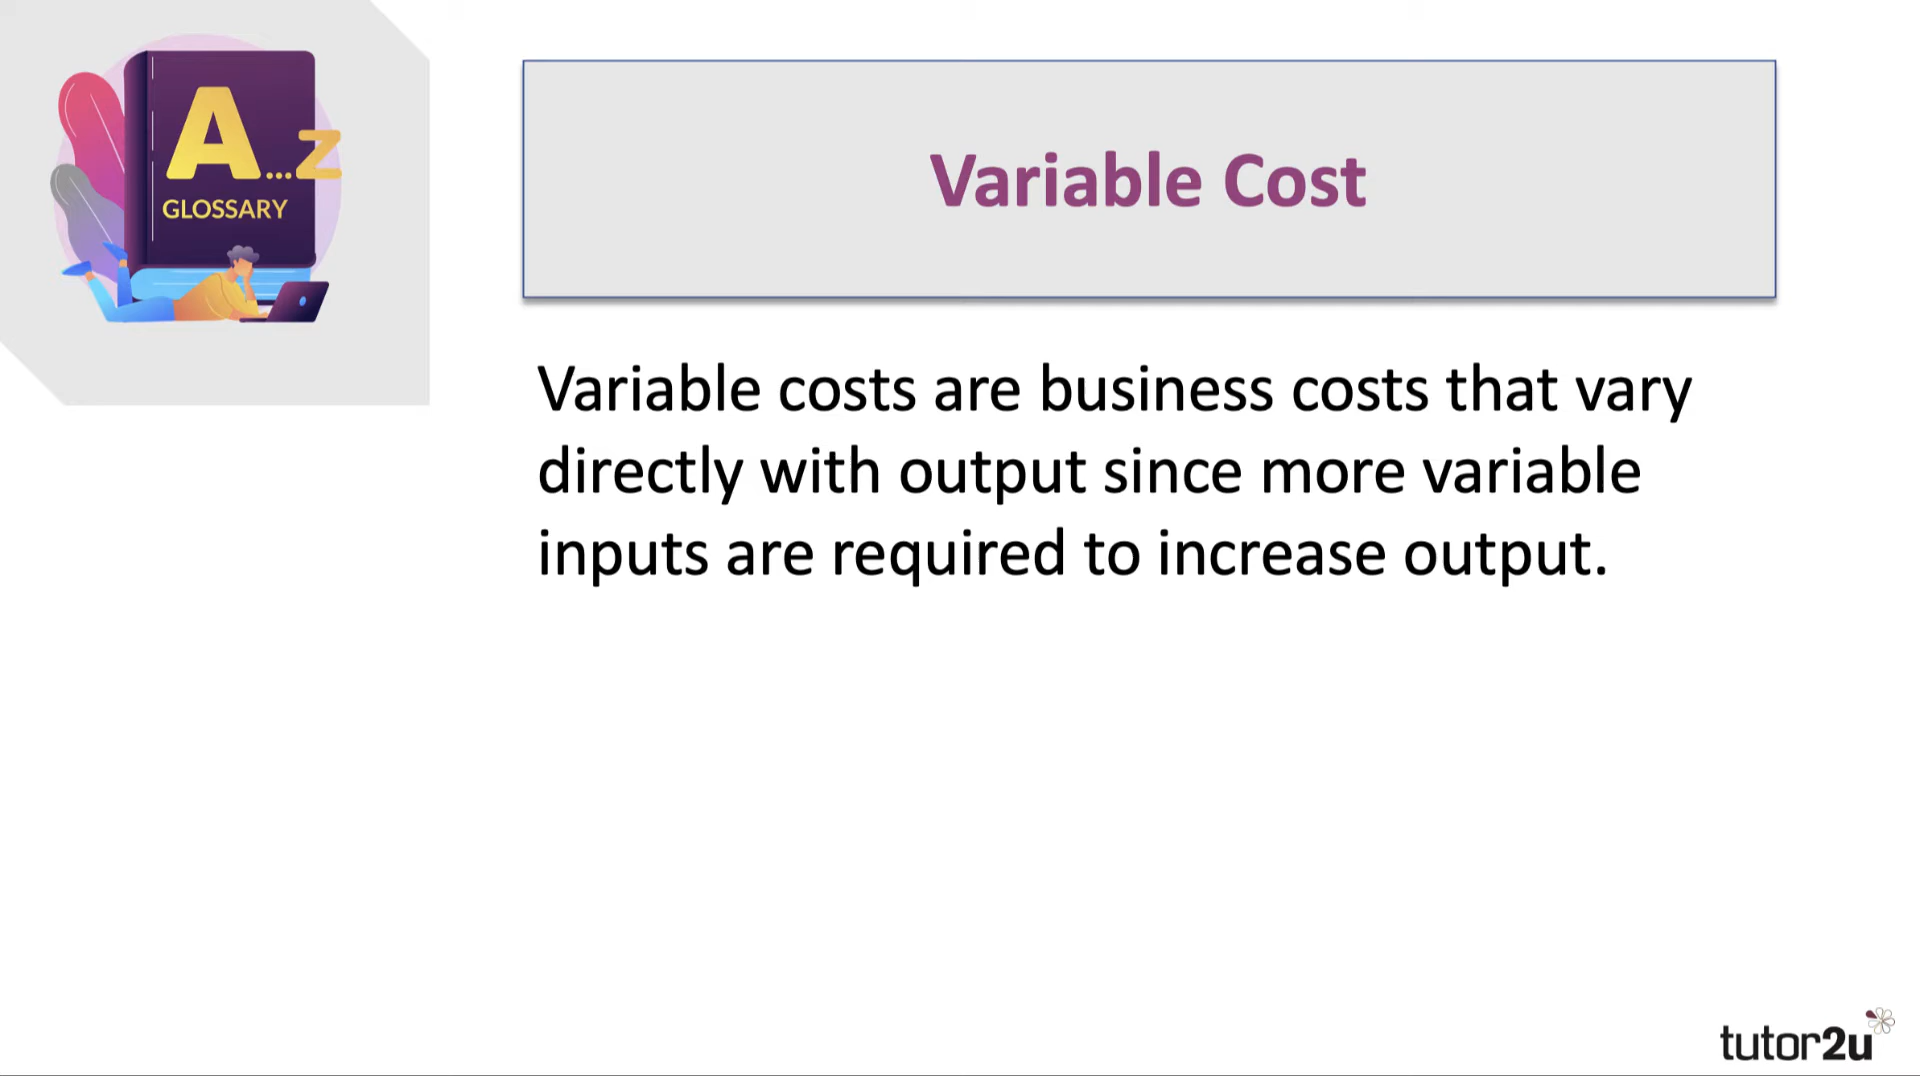 A...Z
GLOSSARY
Variable Cost
Variable costs are business costs that vary
directly with output since more variable
inputs are required to increase output.
tutor2u